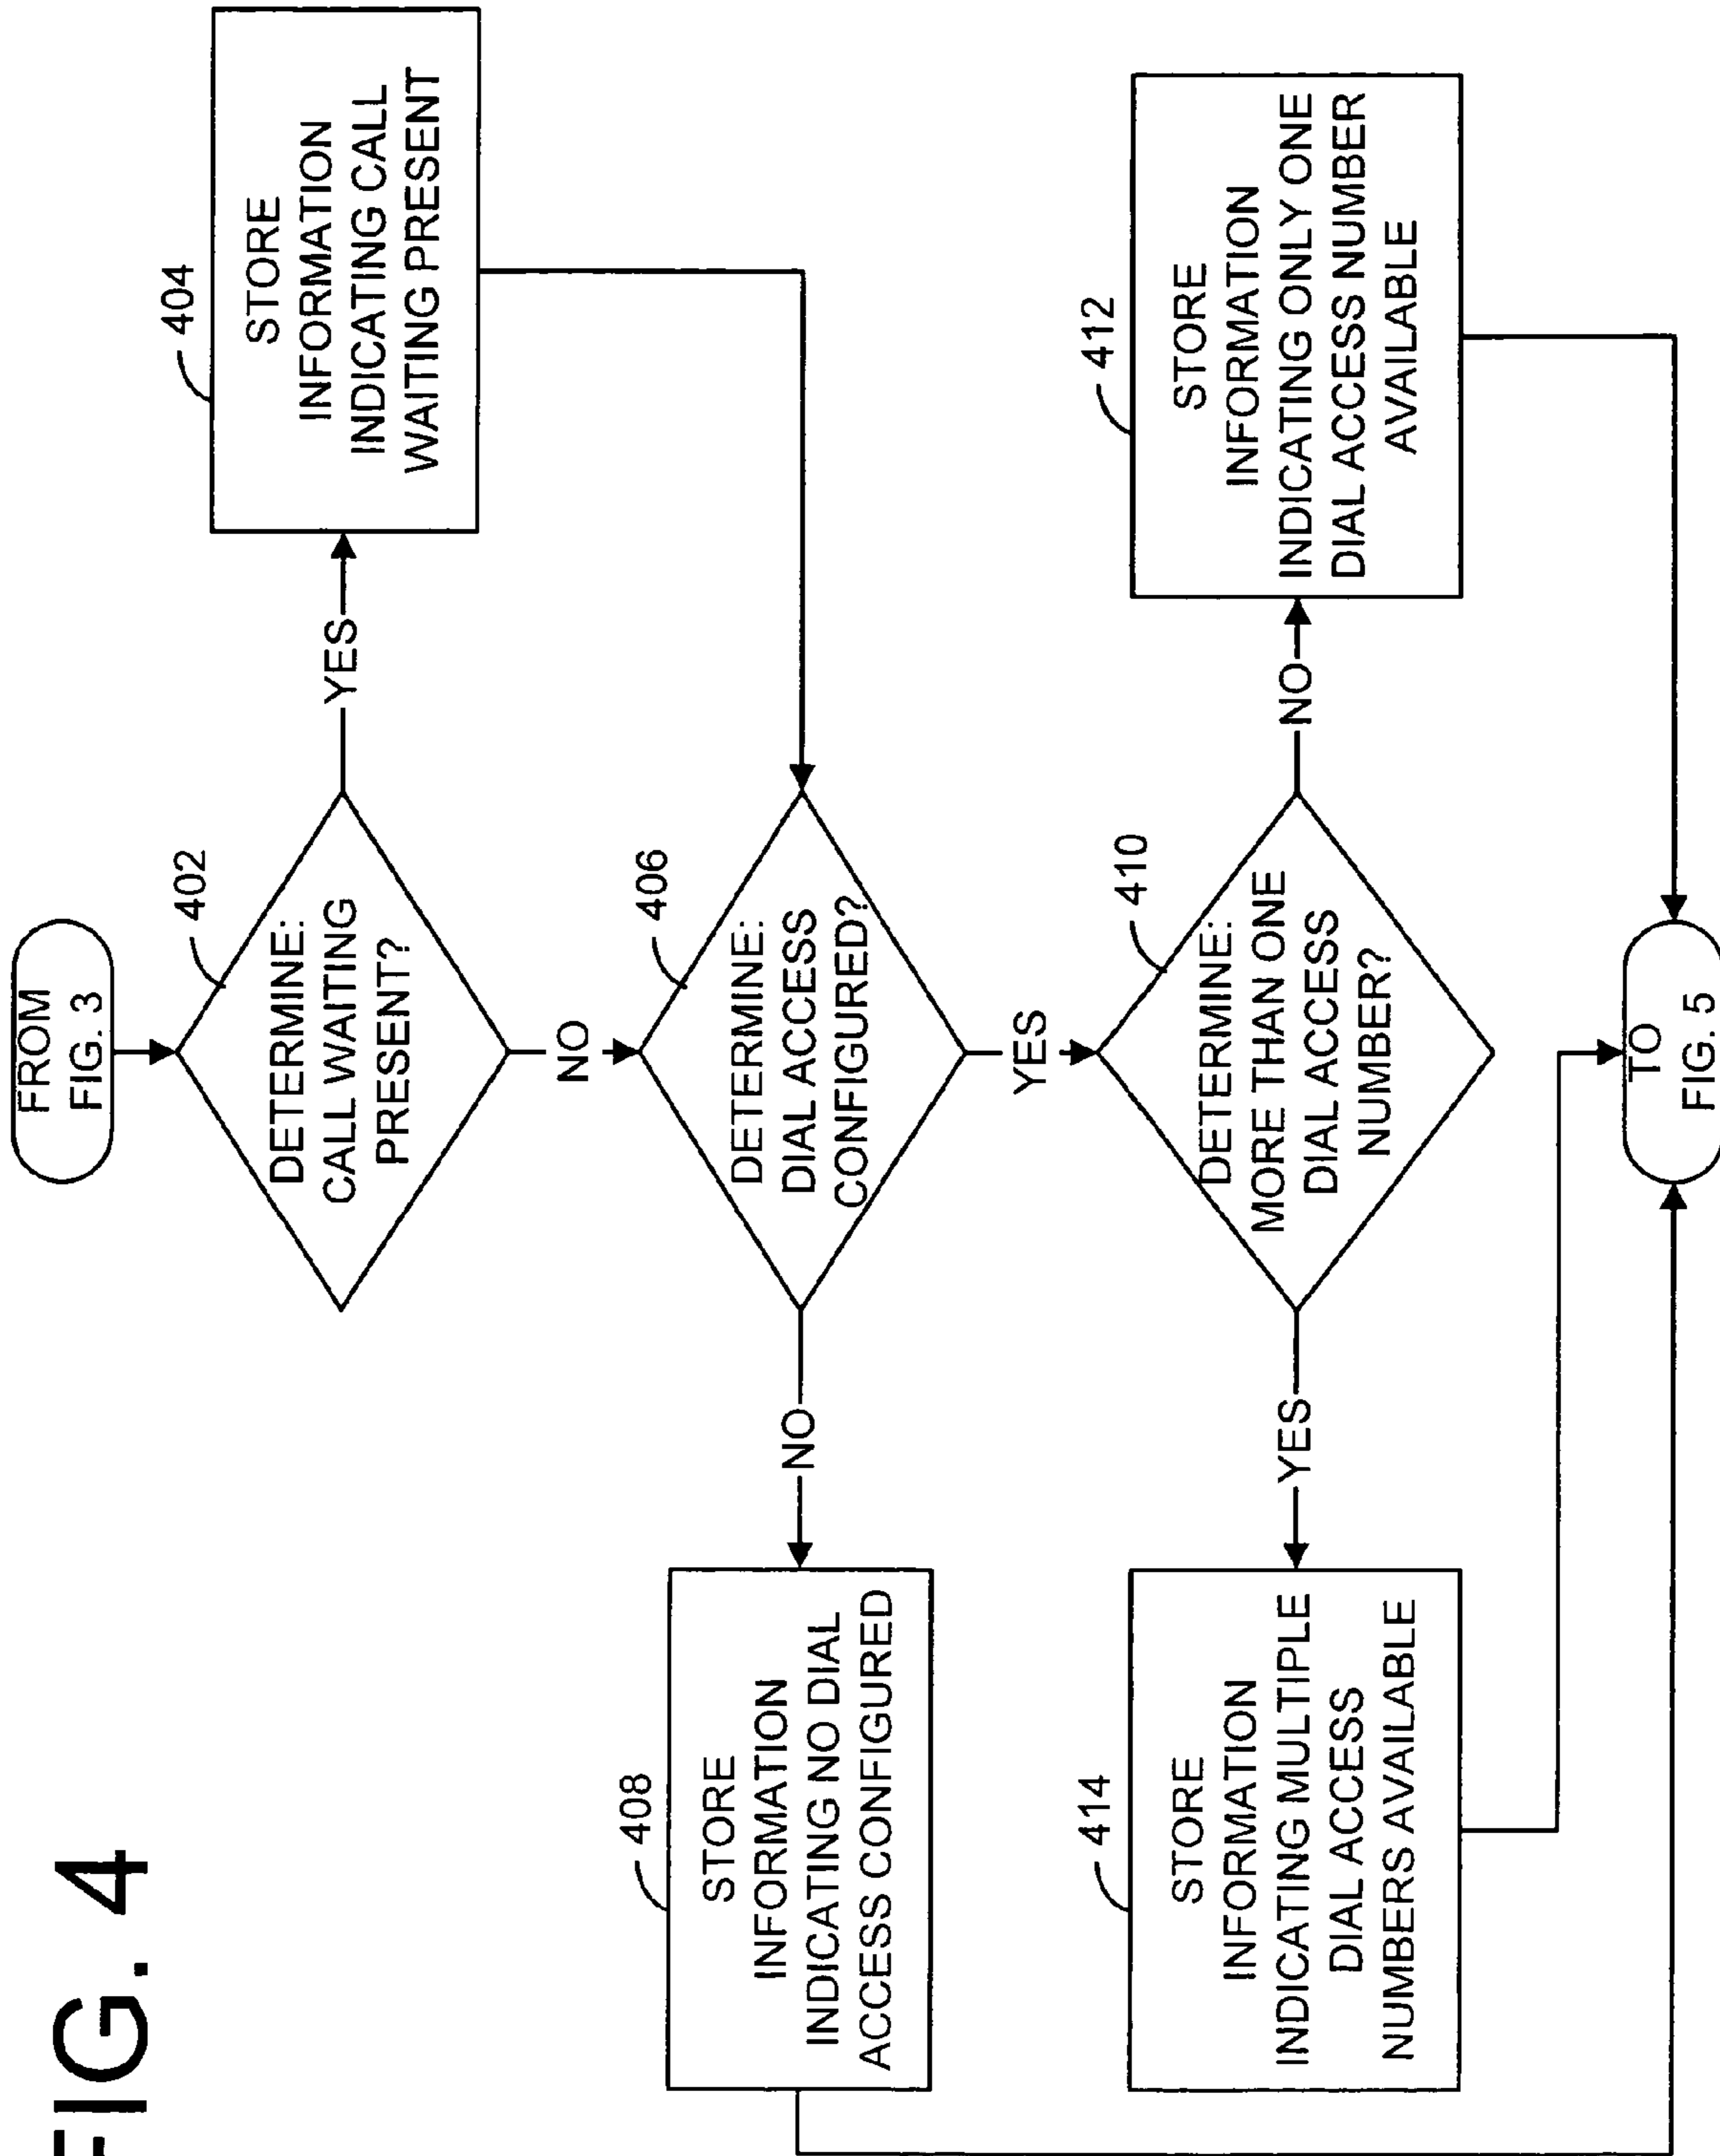 FIG. 4
FROM
FIG. 3
402
DETERMINE:
CALL WAITING
PRESENT?
YES
404
STORE
INFORMATION
INDICATING CALL
WAITING PRESENT
NO
406
DETERMINE:
DIAL ACCESS
CONFIGURED?
NO
408
STORE
INFORMATION
INDICATING NO DIAL
ACCESS CONFIGURED
YES
410
DETERMINE:
MORE THAN ONE
DIAL ACCESS
NUMBER?
NO
412
STORE
INFORMATION
INDICATING ONLY ONE
DIAL ACCESS NUMBER
AVAILABLE
YES
414
STORE
INFORMATION
INDICATING MULTIPLE
DIAL ACCESS
NUMBERS AVAILABLE
TO
FIG. 5